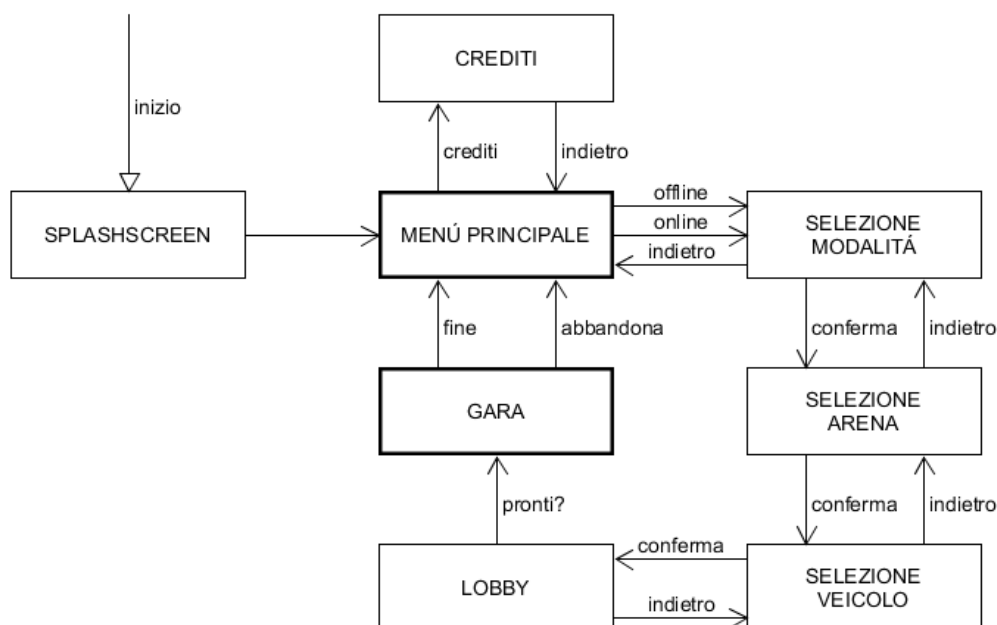 CREDITI
inizio
crediti
indietro
SPLASHSCREEN
MENÚ PRINCIPALE
offline
online
indietro
SELEZIONE
MODALITÁ
fine
abbandona
conferma
indietro
GARA
SELEZIONE
ARENA
pronti?
conferma
indietro
LOBBY
conferma
indietro
SELEZIONE
VEICOLO